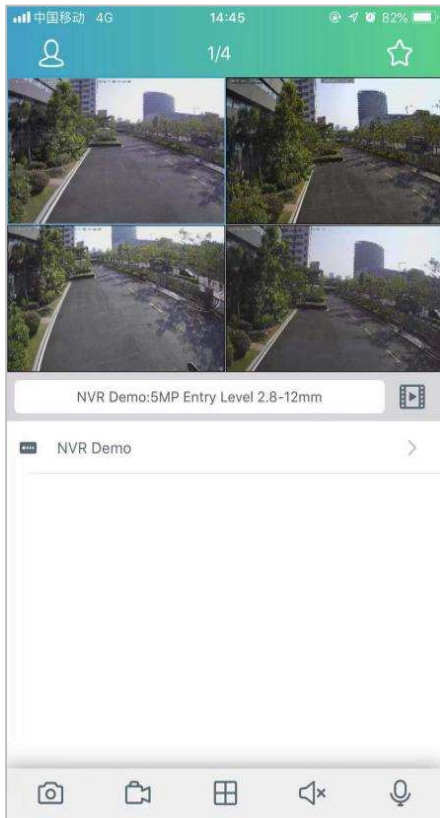 中国移动 4G 14:45 82%
1/4
NVR Demo:5MP Entry Level 2.8-12mm
NVR Demo